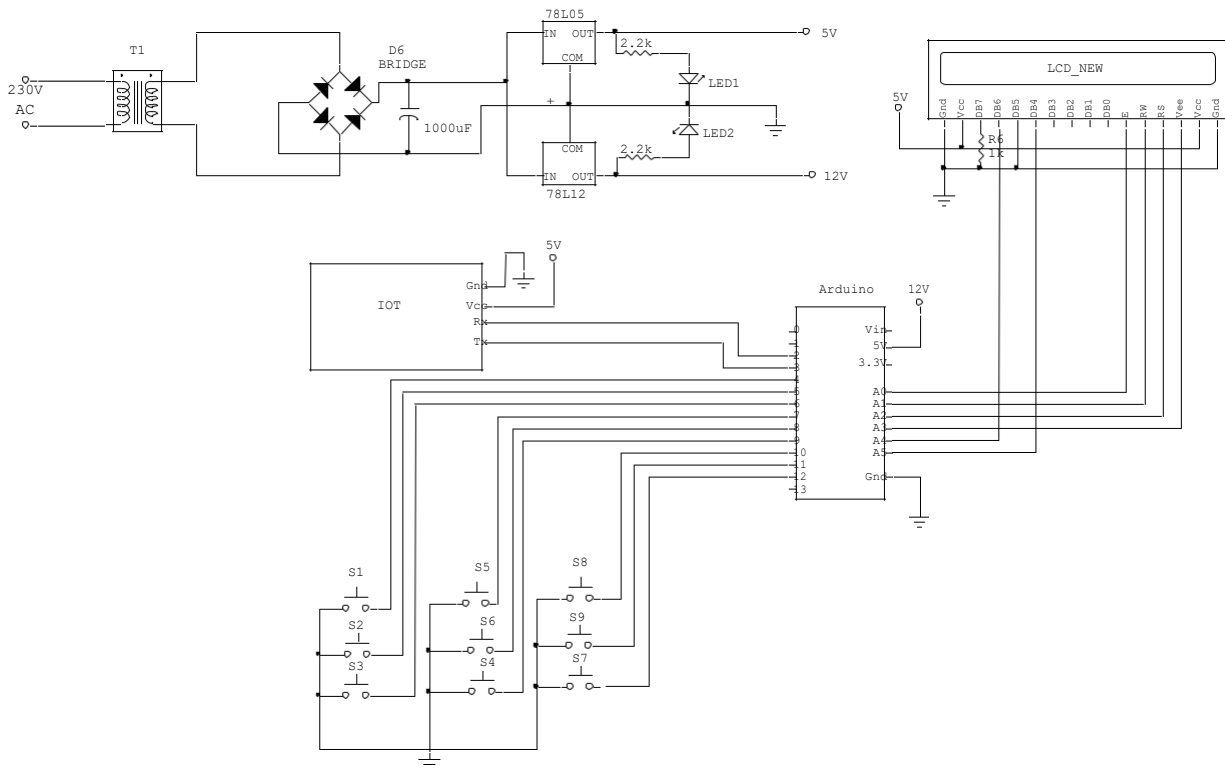 78L05
IN OUT
COM
5V
T1
D6
BRIDGE
2.2k
LED1
230V
AC
1000uF
+
LED2
COM
2.2k
IN OUT
78L12
12V
LCD_NEW
5V
Gnd Vcc DB7 DB6 DB5 DB4 DB3 DB2 DB1 DB0 E RW RS Vee Vcc Gnd
R6
1k
5V
IOT
Gnd
Vcc
Rx
Tx
Arduino
12V
0
1
2
3
4
5
6
7
8
9
10
11
12
13
Vin
5V
3.3V
A0
A1
A2
A3
A4
A5
Gnd
S1
S2
S3
S5
S6
S4
S8
S9
S7